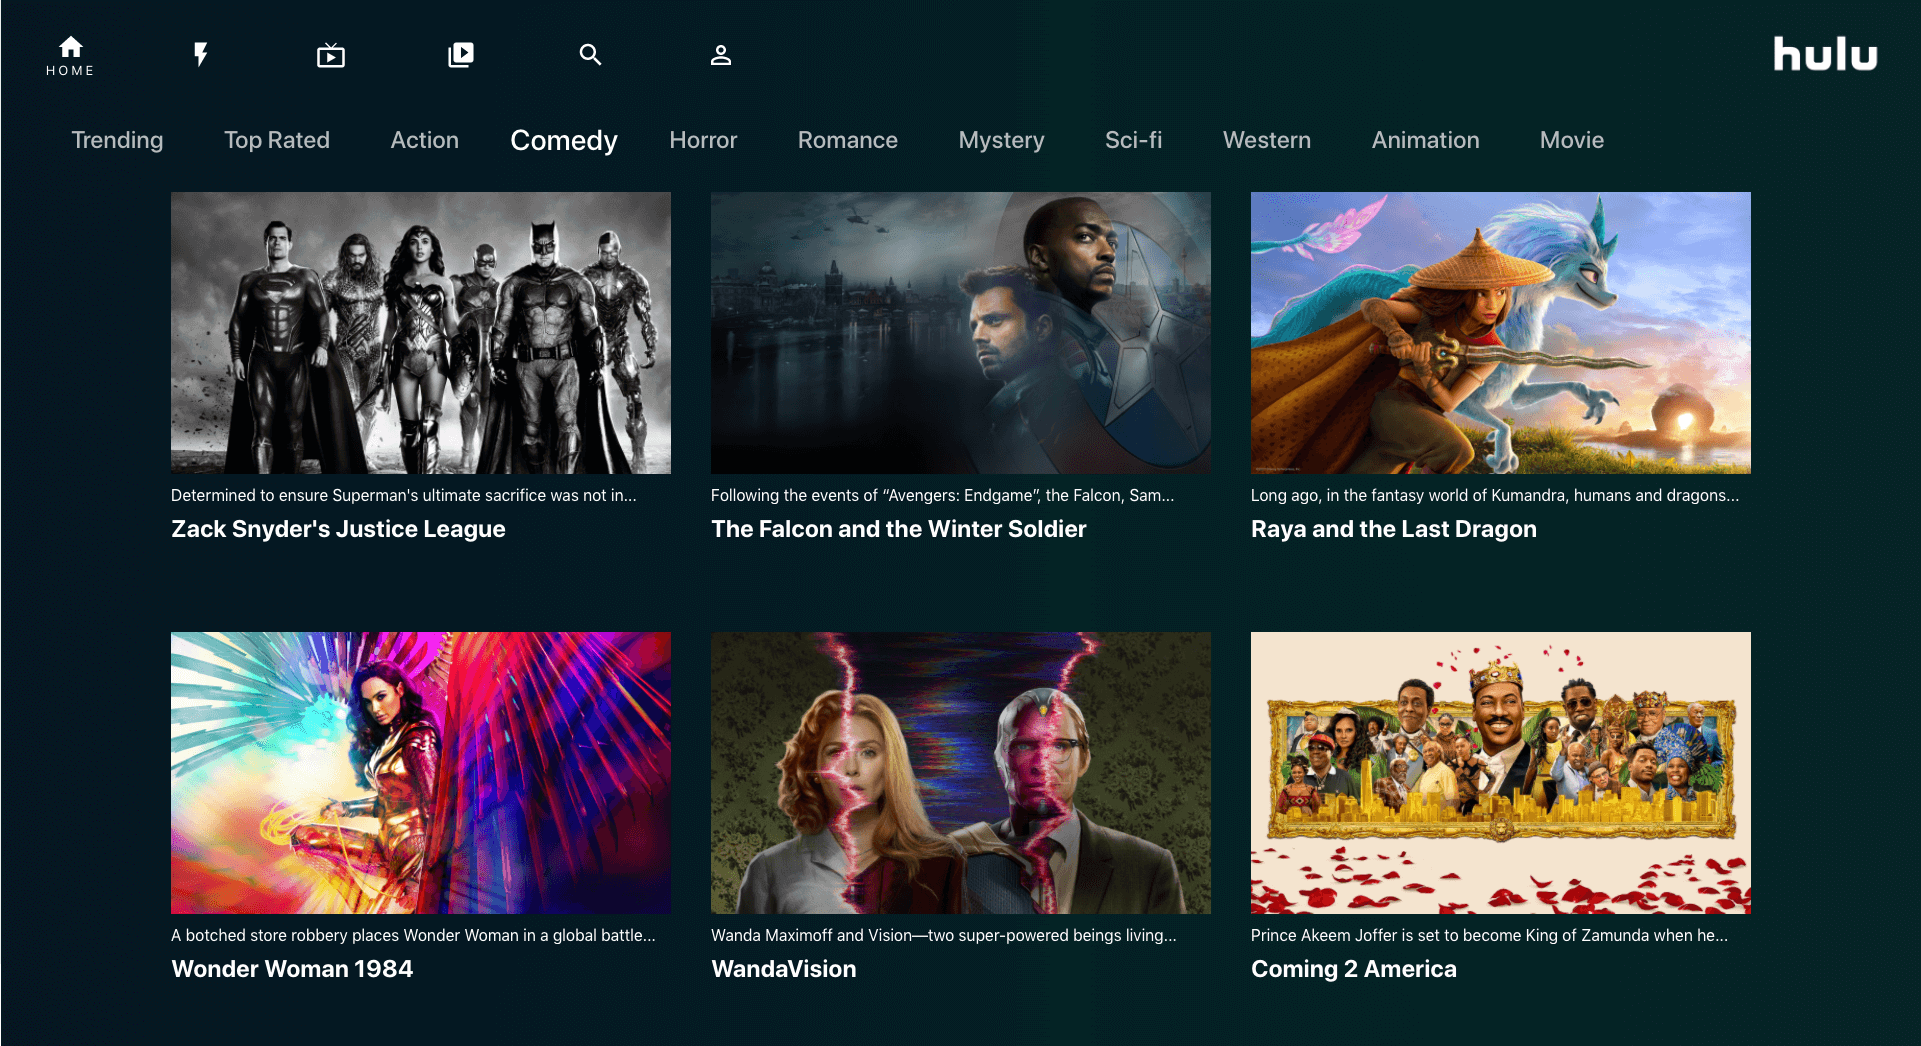 HOME
hulu
Trending
Top Rated
Action
Comedy
Horror
Romance
Mystery
Sci-fi
Western
Animation
Movie
Determined to ensure Superman's ultimate sacrifice was not in...
Zack Snyder's Justice League
Following the events of “Avengers: Endgame”, the Falcon, Sam...
The Falcon and the Winter Soldier
Long ago, in the fantasy world of Kumandra, humans and dragons...
Raya and the Last Dragon
A botched store robbery places Wonder Woman in a global battle...
Wonder Woman 1984
Wanda Maximoff and Vision—two super-powered beings living...
WandaVision
Prince Akeem Joffer is set to become King of Zamunda when he...
Coming 2 America